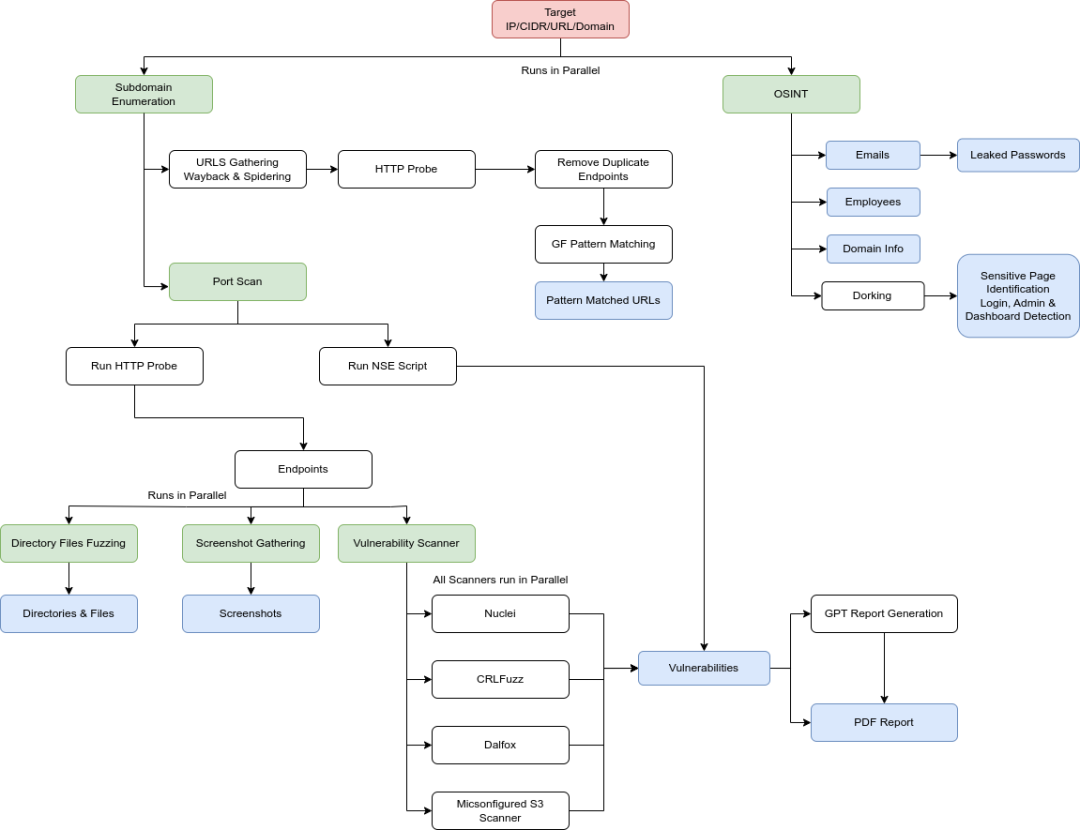 Target
IP/CIDR/URL/Domain
Runs in Parallel
Subdomain
Enumeration
OSINT
URLS Gathering
Wayback & Spidering
HTTP Probe
Remove Duplicate
Endpoints
Emails
Leaked Passwords
Employees
GF Pattern Matching
Domain Info
Port Scan
Pattern Matched URLs
Dorking
Sensitive Page
Identification
Login, Admin &
Dashboard Detection
Run HTTP Probe
Run NSE Script
Endpoints
Runs in Parallel
Directory Files Fuzzing
Screenshot Gathering
Vulnerability Scanner
All Scanners run in Parallel
Directories & Files
Screenshots
Nuclei
GPT Report Generation
CRLFuzz
Vulnerabilities
PDF Report
Dalfox
Micsonfigured S3
Scanner